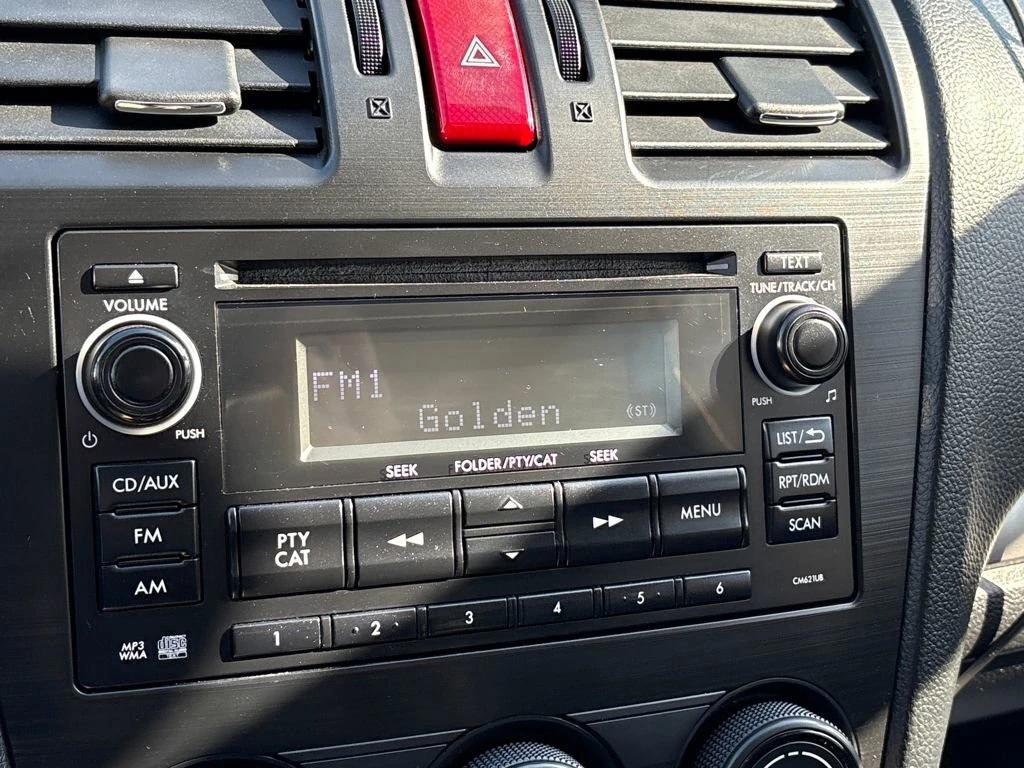 TEXT
VOLUME
TUNE/TRACK/CH
FM1
Golden
(ST)
PUSH
PUSH
SEEK
FOLDER/PTY/CAT
SEEK
LIST/
CD/AUX
RPT/RDM
PTY
CAT
MENU
SCAN
FM
AM
CM621UB
1
2
3
4
5
6
MP3
WMA
disc